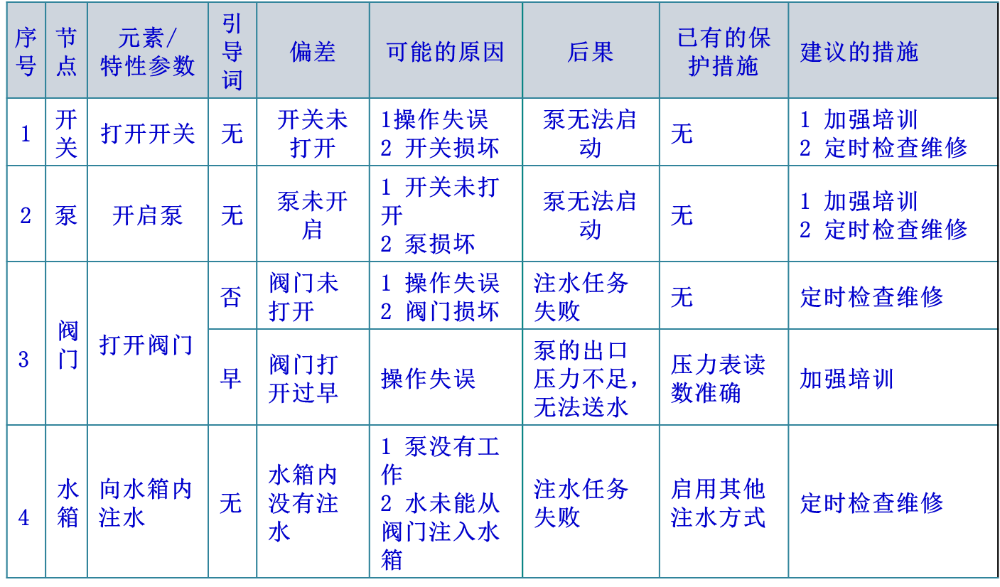 序号
节点
元素/
特性参数
引导词
偏差
可能的原因
后果
已有的保
护措施
建议的措施
1
开关
打开开关
无
开关未
打开
1操作失误
2 开关损坏
泵无法启
动
无
1 加强培训
2 定时检查维修
2
泵
开启泵
无
泵未开
启
1 开关未打
开
2 泵损坏
泵无法启
动
无
1 加强培训
2 定时检查维修
3
阀门
打开阀门
否
阀门未
打开
1 操作失误
2 阀门损坏
注水任务
失败
无
定时检查维修
早
阀门打
开过早
操作失误
泵的出口
压力不足，
无法送水
压力表读
数准确
加强培训
4
水箱
向水箱内
注水
无
水箱内
没有注
水
1 泵没有工
作
2 水未能从
阀门注入水
箱
注水任务
失败
启用其他
注水方式
定时检查维修